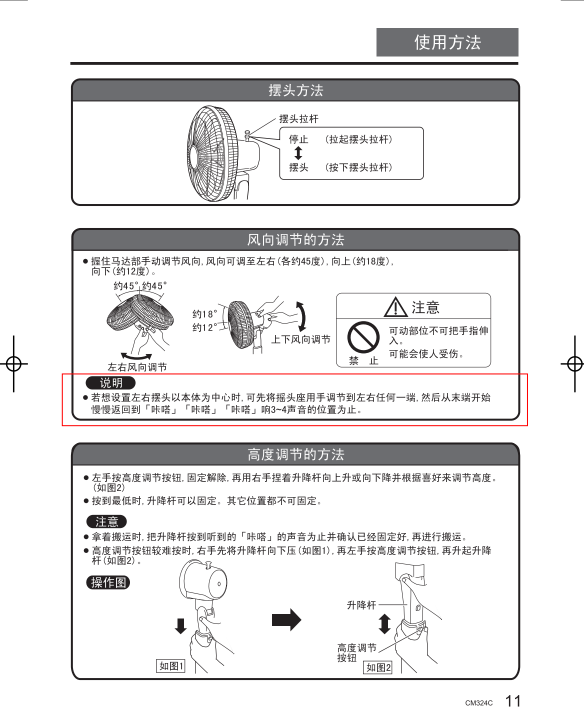 使用方法
摆头方法
摆头拉杆
停止 (拉起摆头拉杆)
摆头 (按下摆头拉杆)
风向调节的方法
●握住马达部手动调节风向,风向可调至左右(各约45度),向上(约18度),
向下(约12度)。
约45°约45°
左右风向调节
约18°
约12°
上下风向调节
注意
禁 止
可动部位不可把手指伸
入。
可能会使人受伤。
说明
●若想设置左右摆头以本体为中心时,可先将摇头座用手调节到左右任何一端,然后从末端开始
慢慢返回到「咔嗒」「咔嗒」「咔嗒」响3~4声音的位置为止。
高度调节的方法
●左手按高度调节按钮,固定解除,再用右手捏着升降杆向上升或向下降并根据喜好来调节高度。
(如图2)
●按到最低时,升降杆可以固定。其它位置都不可固定。
注意
●拿着搬运时,把升降杆按到听到的「咔嗒」的声音为止并确认已经固定好,再进行搬运。
●高度调节按钮较难按时,右手先将升降杆向下压(如图1),再左手按高度调节按钮,再升起升降
杆(如图2)。
操作图
如图1
升降杆
高度调节
按钮
如图2
CM324C 11